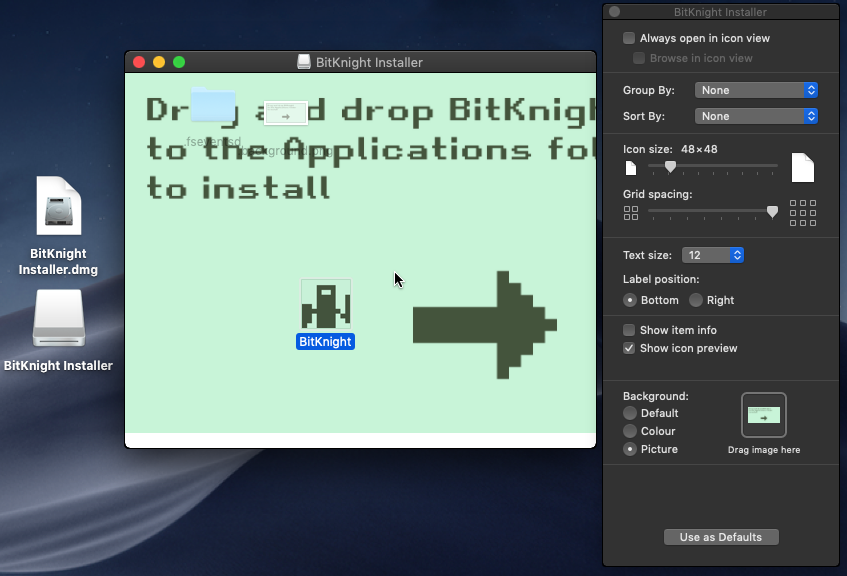 BitKnight Installer
BitKnight Installer
Drag and drop BitKnigh
to the Applications fol
to install
.fseventsd
.background.png
BitKnight
BitKnight
Installer.dmg
BitKnight Installer
Always open in icon view
Browse in icon view
Group By: None
Sort By: None
Icon size: 48×48
Grid spacing:
Text size: 12
Label position:
Bottom Right
Show item info
Show icon preview
Background:
Default
Colour
Picture
Drag image here
Use as Defaults